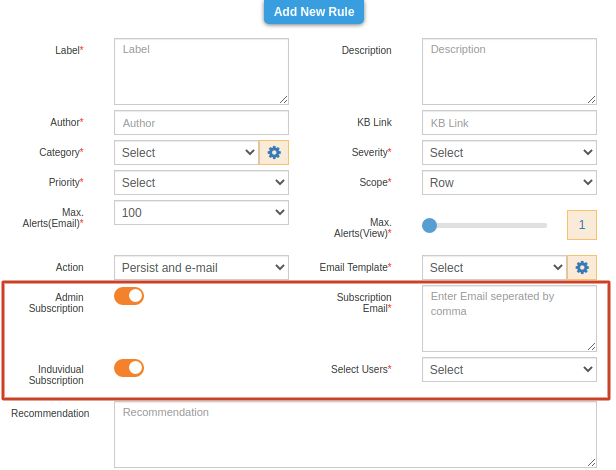 Add New Rule
Label* Label Description Description
Author* Author KB Link KB Link
Category* Select Severity* Select
Priority* Select Scope* Row
Max.
Alerts(Email)* 100 Max.
Alerts(View)* 1
Action Persist and e-mail Email Template* Select
Admin
Subscription Subscription
Email* Enter Email seperated by
comma
Induvidual
Subscription Select Users* Select
Recommendation Recommendation